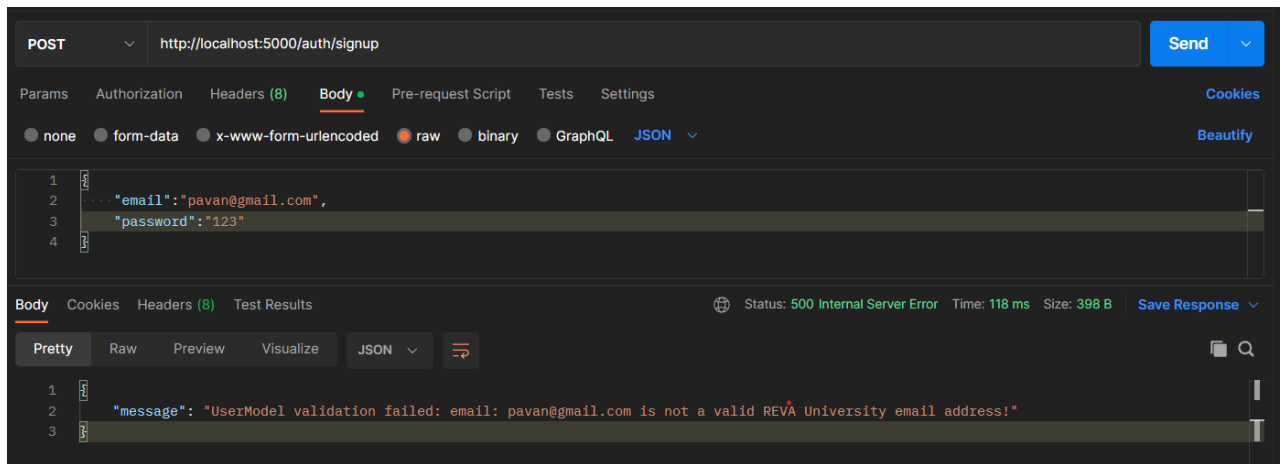 POST http://localhost:5000/auth/signup Send
Params Authorization Headers (8) Body Pre-request Script Tests Settings Cookies
none form-data x-www-form-urlencoded raw binary GraphQL JSON Beautify
1 {
2 ····"email":"pavan@gmail.com",
3 ····"password":"123"
4 }
Body Cookies Headers (8) Test Results Status: 500 Internal Server Error Time: 118 ms Size: 398 B Save Response
Pretty Raw Preview Visualize JSON
1 {
2 "message": "UserModel validation failed: email: pavan@gmail.com is not a valid REVA University email address!"
3 }